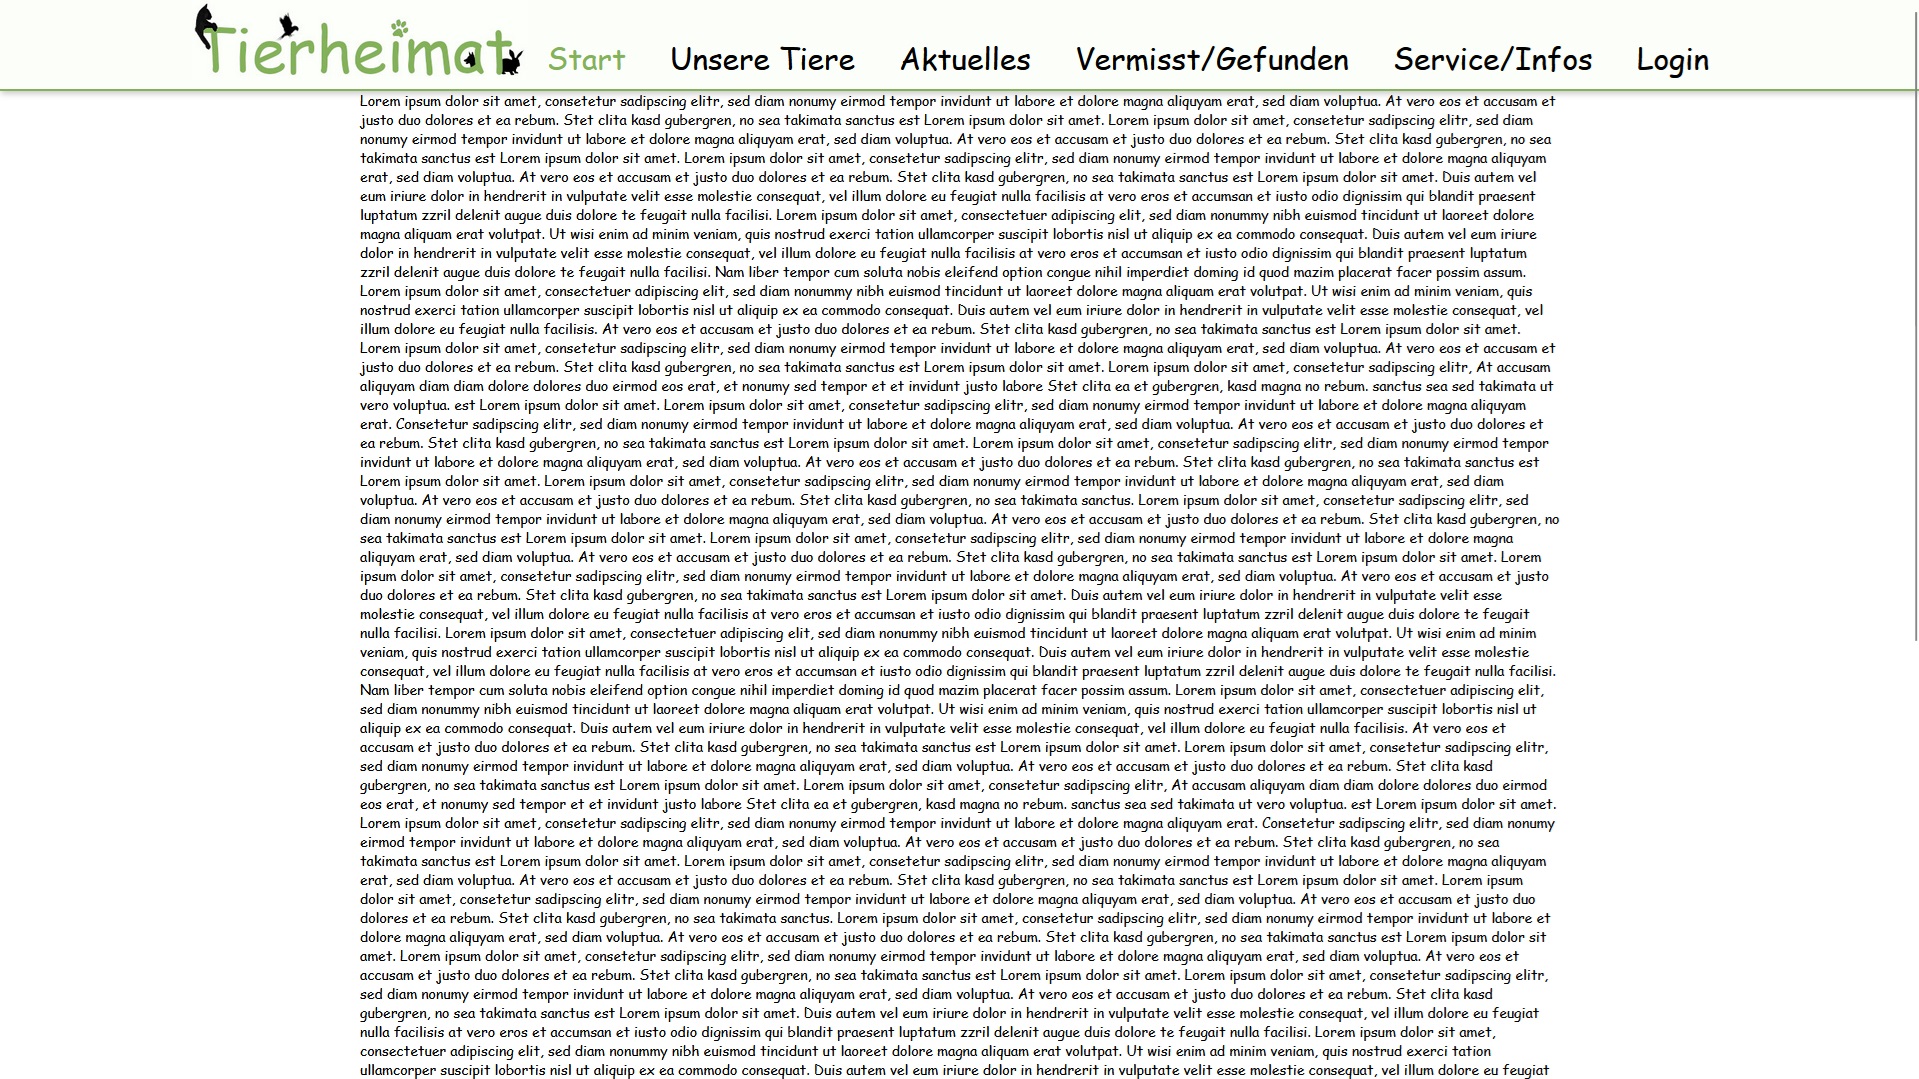 Tierheimat
Start Unsere Tiere Aktuelles Vermisst/Gefunden Service/Infos Login
Lorem ipsum dolor sit amet, consetetur sadipscing elitr, sed diam nonumy eirmod tempor invidunt ut labore et dolore magna aliquyam erat, sed diam voluptua. At vero eos et accusam et
justo duo dolores et ea rebum. Stet clita kasd gubergren, no sea takimata sanctus est Lorem ipsum dolor sit amet. Lorem ipsum dolor sit amet, consetetur sadipscing elitr, sed diam
nonumy eirmod tempor invidunt ut labore et dolore magna aliquyam erat, sed diam voluptua. At vero eos et accusam et justo duo dolores et ea rebum. Stet clita kasd gubergren, no sea
takimata sanctus est Lorem ipsum dolor sit amet. Lorem ipsum dolor sit amet, consetetur sadipscing elitr, sed diam nonumy eirmod tempor invidunt ut labore et dolore magna aliquyam
erat, sed diam voluptua. At vero eos et accusam et justo duo dolores et ea rebum. Stet clita kasd gubergren, no sea takimata sanctus est Lorem ipsum dolor sit amet. Duis autem vel
eum iriure dolor in hendrerit in vulputate velit esse molestie consequat, vel illum dolore eu feugiat nulla facilisis at vero eros et accumsan et iusto odio dignissim qui blandit praesent
luptatum zzril delenit augue duis dolore te feugait nulla facilisi. Lorem ipsum dolor sit amet, consectetuer adipiscing elit, sed diam nonummy nibh euismod tincidunt ut laoreet dolore
magna aliquam erat volutpat. Ut wisi enim ad minim veniam, quis nostrud exerci tation ullamcorper suscipit lobortis nisl ut aliquip ex ea commodo consequat. Duis autem vel eum iriure
dolor in hendrerit in vulputate velit esse molestie consequat, vel illum dolore eu feugiat nulla facilisis at vero eros et accumsan et iusto odio dignissim qui blandit praesent luptatum
zzril delenit augue duis dolore te feugait nulla facilisi. Nam liber tempor cum soluta nobis eleifend option congue nihil imperdiet doming id quod mazim placerat facer possim assum.
Lorem ipsum dolor sit amet, consectetuer adipiscing elit, sed diam nonummy nibh euismod tincidunt ut laoreet dolore magna aliquam erat volutpat. Ut wisi enim ad minim veniam, quis
nostrud exerci tation ullamcorper suscipit lobortis nisl ut aliquip ex ea commodo consequat. Duis autem vel eum iriure dolor in hendrerit in vulputate velit esse molestie consequat, vel
illum dolore eu feugiat nulla facilisis. At vero eos et accusam et justo duo dolores et ea rebum. Stet clita kasd gubergren, no sea takimata sanctus est Lorem ipsum dolor sit amet.
Lorem ipsum dolor sit amet, consetetur sadipscing elitr, sed diam nonumy eirmod tempor invidunt ut labore et dolore magna aliquyam erat, sed diam voluptua. At vero eos et accusam et
justo duo dolores et ea rebum. Stet clita kasd gubergren, no sea takimata sanctus est Lorem ipsum dolor sit amet. Lorem ipsum dolor sit amet, consetetur sadipscing elitr, At accusam
aliquyam diam diam dolore dolores duo eirmod eos erat, et nonumy sed tempor et et invidunt justo labore Stet clita ea et gubergren, kasd magna no rebum. sanctus sea sed takimata ut
vero voluptua. est Lorem ipsum dolor sit amet. Lorem ipsum dolor sit amet, consetetur sadipscing elitr, sed diam nonumy eirmod tempor invidunt ut labore et dolore magna aliquyam
erat. Consetetur sadipscing elitr, sed diam nonumy eirmod tempor invidunt ut labore et dolore magna aliquyam erat, sed diam voluptua. At vero eos et accusam et justo duo dolores et
ea rebum. Stet clita kasd gubergren, no sea takimata sanctus est Lorem ipsum dolor sit amet. Lorem ipsum dolor sit amet, consetetur sadipscing elitr, sed diam nonumy eirmod tempor
invidunt ut labore et dolore magna aliquyam erat, sed diam voluptua. At vero eos et accusam et justo duo dolores et ea rebum. Stet clita kasd gubergren, no sea takimata sanctus est
Lorem ipsum dolor sit amet. Lorem ipsum dolor sit amet, consetetur sadipscing elitr, sed diam nonumy eirmod tempor invidunt ut labore et dolore magna aliquyam erat, sed diam
voluptua. At vero eos et accusam et justo duo dolores et ea rebum. Stet clita kasd gubergren, no sea takimata sanctus. Lorem ipsum dolor sit amet, consetetur sadipscing elitr, sed
diam nonumy eirmod tempor invidunt ut labore et dolore magna aliquyam erat, sed diam voluptua. At vero eos et accusam et justo duo dolores et ea rebum. Stet clita kasd gubergren, no
sea takimata sanctus est Lorem ipsum dolor sit amet. Lorem ipsum dolor sit amet, consetetur sadipscing elitr, sed diam nonumy eirmod tempor invidunt ut labore et dolore magna
aliquyam erat, sed diam voluptua. At vero eos et accusam et justo duo dolores et ea rebum. Stet clita kasd gubergren, no sea takimata sanctus est Lorem ipsum dolor sit amet. Lorem
ipsum dolor sit amet, consetetur sadipscing elitr, sed diam nonumy eirmod tempor invidunt ut labore et dolore magna aliquyam erat, sed diam voluptua. At vero eos et accusam et justo
duo dolores et ea rebum. Stet clita kasd gubergren, no sea takimata sanctus est Lorem ipsum dolor sit amet. Duis autem vel eum iriure dolor in hendrerit in vulputate velit esse
molestie consequat, vel illum dolore eu feugiat nulla facilisis at vero eros et accumsan et iusto odio dignissim qui blandit praesent luptatum zzril delenit augue duis dolore te feugait
nulla facilisi. Lorem ipsum dolor sit amet, consectetuer adipiscing elit, sed diam nonummy nibh euismod tincidunt ut laoreet dolore magna aliquam erat volutpat. Ut wisi enim ad minim
veniam, quis nostrud exerci tation ullamcorper suscipit lobortis nisl ut aliquip ex ea commodo consequat. Duis autem vel eum iriure dolor in hendrerit in vulputate velit esse molestie
consequat, vel illum dolore eu feugiat nulla facilisis at vero eros et accumsan et iusto odio dignissim qui blandit praesent luptatum zzril delenit augue duis dolore te feugait nulla facilisi.
Nam liber tempor cum soluta nobis eleifend option congue nihil imperdiet doming id quod mazim placerat facer possim assum. Lorem ipsum dolor sit amet, consectetuer adipiscing elit,
sed diam nonummy nibh euismod tincidunt ut laoreet dolore magna aliquam erat volutpat. Ut wisi enim ad minim veniam, quis nostrud exerci tation ullamcorper suscipit lobortis nisl ut
aliquip ex ea commodo consequat. Duis autem vel eum iriure dolor in hendrerit in vulputate velit esse molestie consequat, vel illum dolore eu feugiat nulla facilisis. At vero eos et
accusam et justo duo dolores et ea rebum. Stet clita kasd gubergren, no sea takimata sanctus est Lorem ipsum dolor sit amet. Lorem ipsum dolor sit amet, consetetur sadipscing elitr,
sed diam nonumy eirmod tempor invidunt ut labore et dolore magna aliquyam erat, sed diam voluptua. At vero eos et accusam et justo duo dolores et ea rebum. Stet clita kasd
gubergren, no sea takimata sanctus est Lorem ipsum dolor sit amet. Lorem ipsum dolor sit amet, consetetur sadipscing elitr, At accusam aliquyam diam diam dolore dolores duo eirmod
eos erat, et nonumy sed tempor et et invidunt justo labore Stet clita ea et gubergren, kasd magna no rebum. sanctus sea sed takimata ut vero voluptua. est Lorem ipsum dolor sit amet.
Lorem ipsum dolor sit amet, consetetur sadipscing elitr, sed diam nonumy eirmod tempor invidunt ut labore et dolore magna aliquyam erat. Consetetur sadipscing elitr, sed diam nonumy
eirmod tempor invidunt ut labore et dolore magna aliquyam erat, sed diam voluptua. At vero eos et accusam et justo duo dolores et ea rebum. Stet clita kasd gubergren, no sea
takimata sanctus est Lorem ipsum dolor sit amet. Lorem ipsum dolor sit amet, consetetur sadipscing elitr, sed diam nonumy eirmod tempor invidunt ut labore et dolore magna aliquyam
erat, sed diam voluptua. At vero eos et accusam et justo duo dolores et ea rebum. Stet clita kasd gubergren, no sea takimata sanctus est Lorem ipsum dolor sit amet. Lorem ipsum
dolor sit amet, consetetur sadipscing elitr, sed diam nonumy eirmod tempor invidunt ut labore et dolore magna aliquyam erat, sed diam voluptua. At vero eos et accusam et justo duo
dolores et ea rebum. Stet clita kasd gubergren, no sea takimata sanctus. Lorem ipsum dolor sit amet, consetetur sadipscing elitr, sed diam nonumy eirmod tempor invidunt ut labore et
dolore magna aliquyam erat, sed diam voluptua. At vero eos et accusam et justo duo dolores et ea rebum. Stet clita kasd gubergren, no sea takimata sanctus est Lorem ipsum dolor sit
amet. Lorem ipsum dolor sit amet, consetetur sadipscing elitr, sed diam nonumy eirmod tempor invidunt ut labore et dolore magna aliquyam erat, sed diam voluptua. At vero eos et
accusam et justo duo dolores et ea rebum. Stet clita kasd gubergren, no sea takimata sanctus est Lorem ipsum dolor sit amet. Lorem ipsum dolor sit amet, consetetur sadipscing elitr,
sed diam nonumy eirmod tempor invidunt ut labore et dolore magna aliquyam erat, sed diam voluptua. At vero eos et accusam et justo duo dolores et ea rebum. Stet clita kasd
gubergren, no sea takimata sanctus est Lorem ipsum dolor sit amet. Duis autem vel eum iriure dolor in hendrerit in vulputate velit esse molestie consequat, vel illum dolore eu feugiat
nulla facilisis at vero eros et accumsan et iusto odio dignissim qui blandit praesent luptatum zzril delenit augue duis dolore te feugait nulla facilisi. Lorem ipsum dolor sit amet,
consectetuer adipiscing elit, sed diam nonummy nibh euismod tincidunt ut laoreet dolore magna aliquam erat volutpat. Ut wisi enim ad minim veniam, quis nostrud exerci tation
ullamcorper suscipit lobortis nisl ut aliquip ex ea commodo consequat. Duis autem vel eum iriure dolor in hendrerit in vulputate velit esse molestie consequat, vel illum dolore eu feugiat